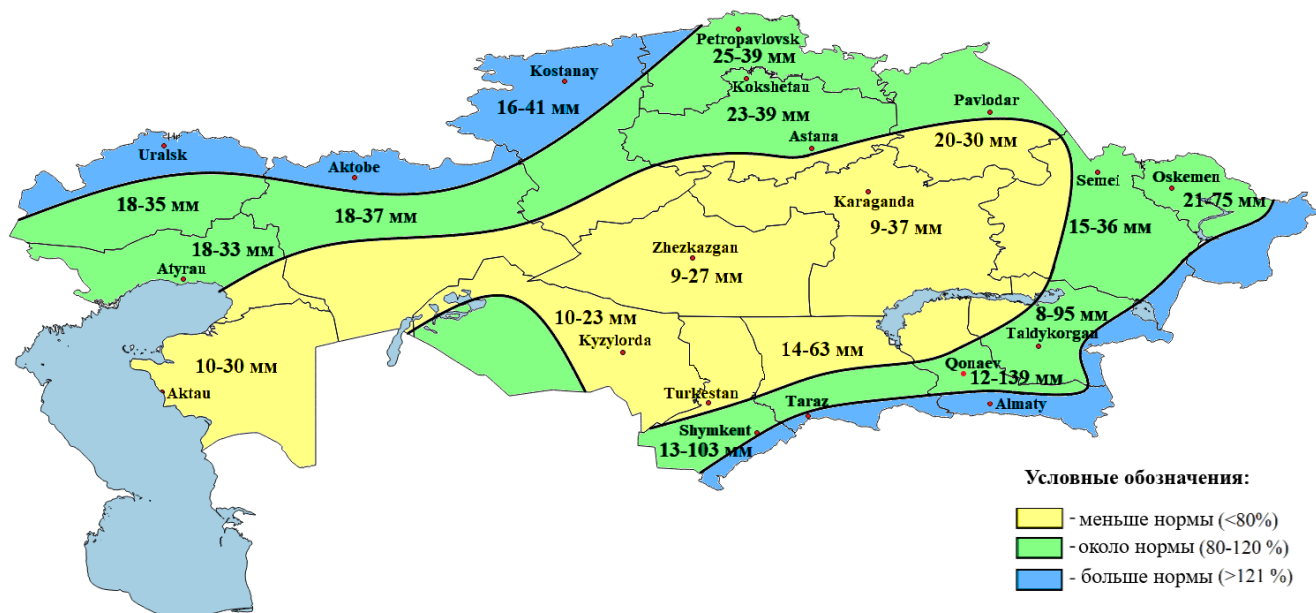 Petropavlovsk
25-39 мм
Kostanay
16-41 мм
Kokshetau
23-39 мм
Pavlodar
Astana
20-30 мм
Uralsk
Aktobe
18-35 мм
18-37 мм
Karaganda
9-37 мм
Semei
Oskemen
21-75 мм
15-36 мм
18-33 мм
Atyrau
Zhezkazgan
9-27 мм
10-23 мм
Kyzylorda
8-95 мм
Taldykorgan
14-63 мм
10-30 мм
Aktau
Qonaev
12-139 мм
Turkestan
Taraz
Almaty
Shymkent
13-103 мм
Условные обозначения:
- меньше нормы (<80%)
- около нормы (80-120 %)
- больше нормы (>121 %)